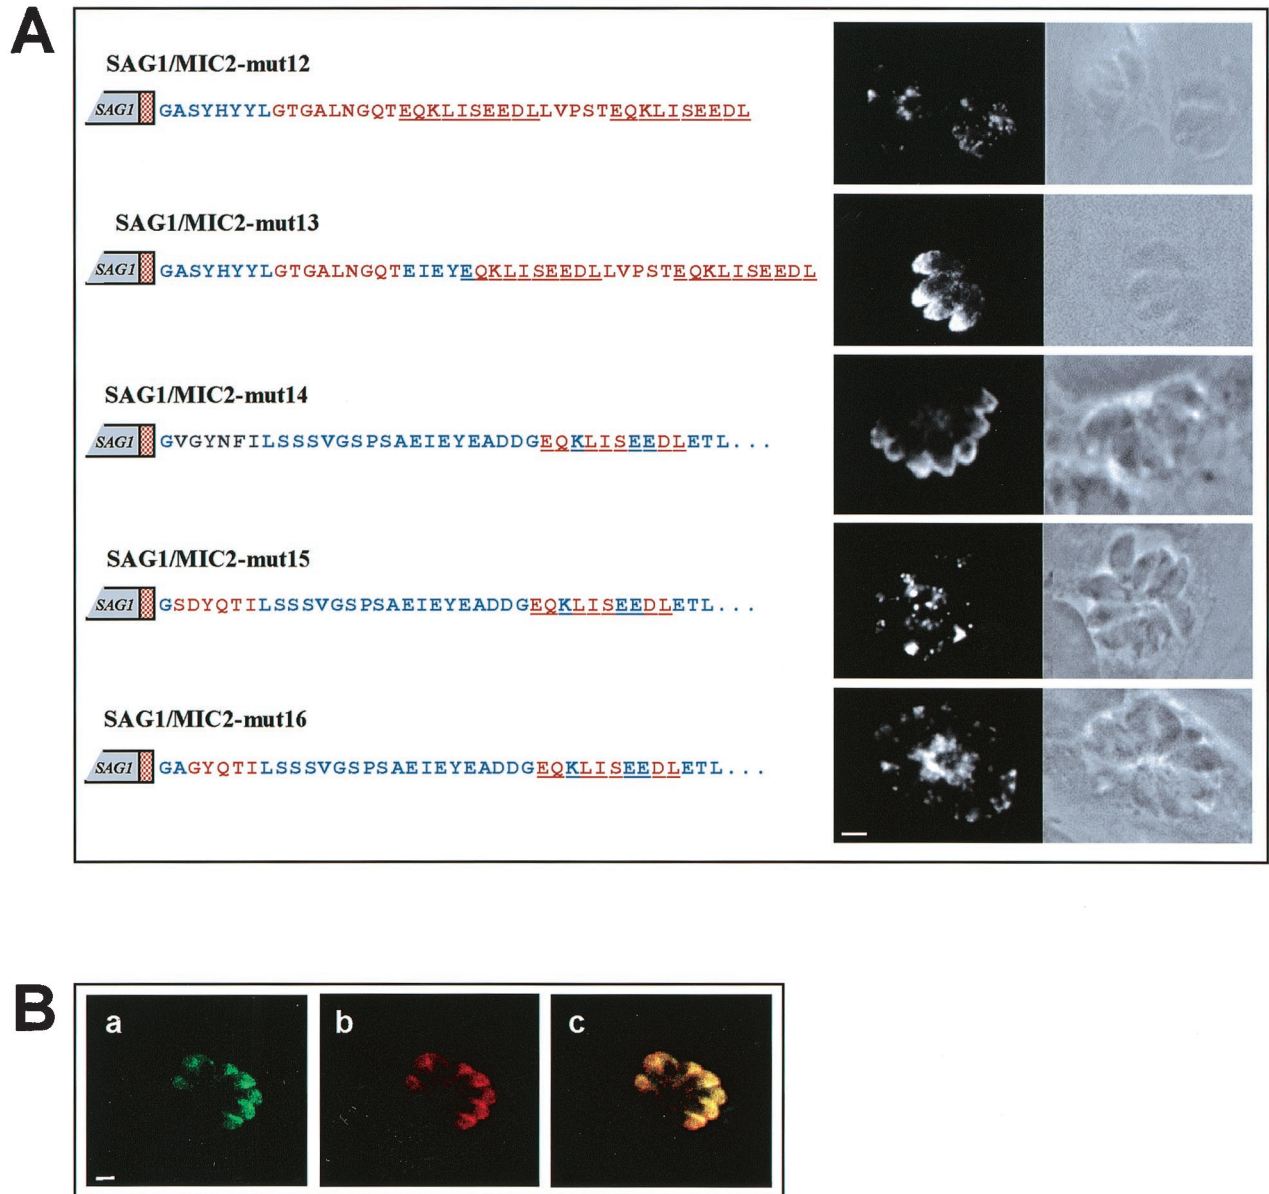 A
SAG1/MIC2-mut12
SAG1 GASYHYYLGTGALNGQTEQKLISEEDLLVPSTEQKLISEEDL
SAG1/MIC2-mut13
SAG1 GASYHYYLGTGALNGQTEIEYEQKLISEEDLLVPSTEQKLISEEDL
SAG1/MIC2-mut14
SAG1 GVGYNFILSSSVGSPSAEIEYEADDGEQKLISEEDLETL...
SAG1/MIC2-mut15
SAG1 GSDYQTILSSSVGSPSAEIEYEADDGEQKLISEEDLETL...
SAG1/MIC2-mut16
SAG1 GAGYQTILSSSVGSPSAEIEYEADDGEQKLISEEDLETL...
B
a b c